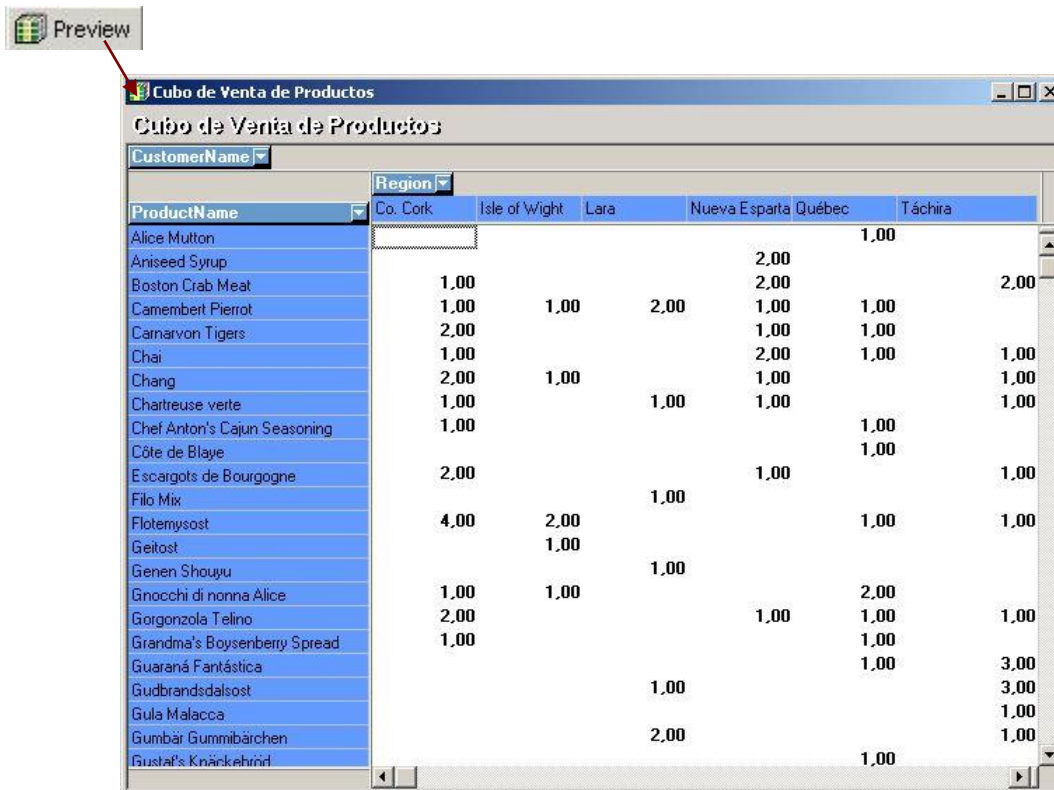 Preview
Cubo de Venta de Productos
Cubo de Venta de Productos
CustomerName
Region
ProductName Co. Cork Isle of Wight Lara Nueva Esparta Québec Táchira
Alice Mutton 1,00
Aniseed Syrup 2,00
Boston Crab Meat 1,00 2,00 2,00
Camembert Pierrot 1,00 1,00 2,00 1,00 1,00
Carnarvon Tigers 2,00 1,00 1,00
Chai 1,00 2,00 1,00 1,00
Chang 2,00 1,00 1,00 1,00
Chartreuse verte 1,00 1,00 1,00 1,00
Chef Anton's Cajun Seasoning 1,00 1,00
Côte de Blaye 1,00
Escargots de Bourgogne 2,00 1,00 1,00
Filo Mix 1,00
Flotemysost 4,00 2,00 1,00 1,00
Geitost 1,00
Genen Shouyu 1,00
Gnocchi di nonna Alice 1,00 1,00 2,00
Gorgonzola Telino 2,00 1,00 1,00 1,00
Grandma's Boysenberry Spread 1,00 1,00
Guaraná Fantástica 1,00 3,00
Gudbrandsdalsost 1,00 3,00
Gula Malacca 1,00
Gumbär Gummibärchen 2,00 1,00
Gustaf's Knäckebröd 1,00